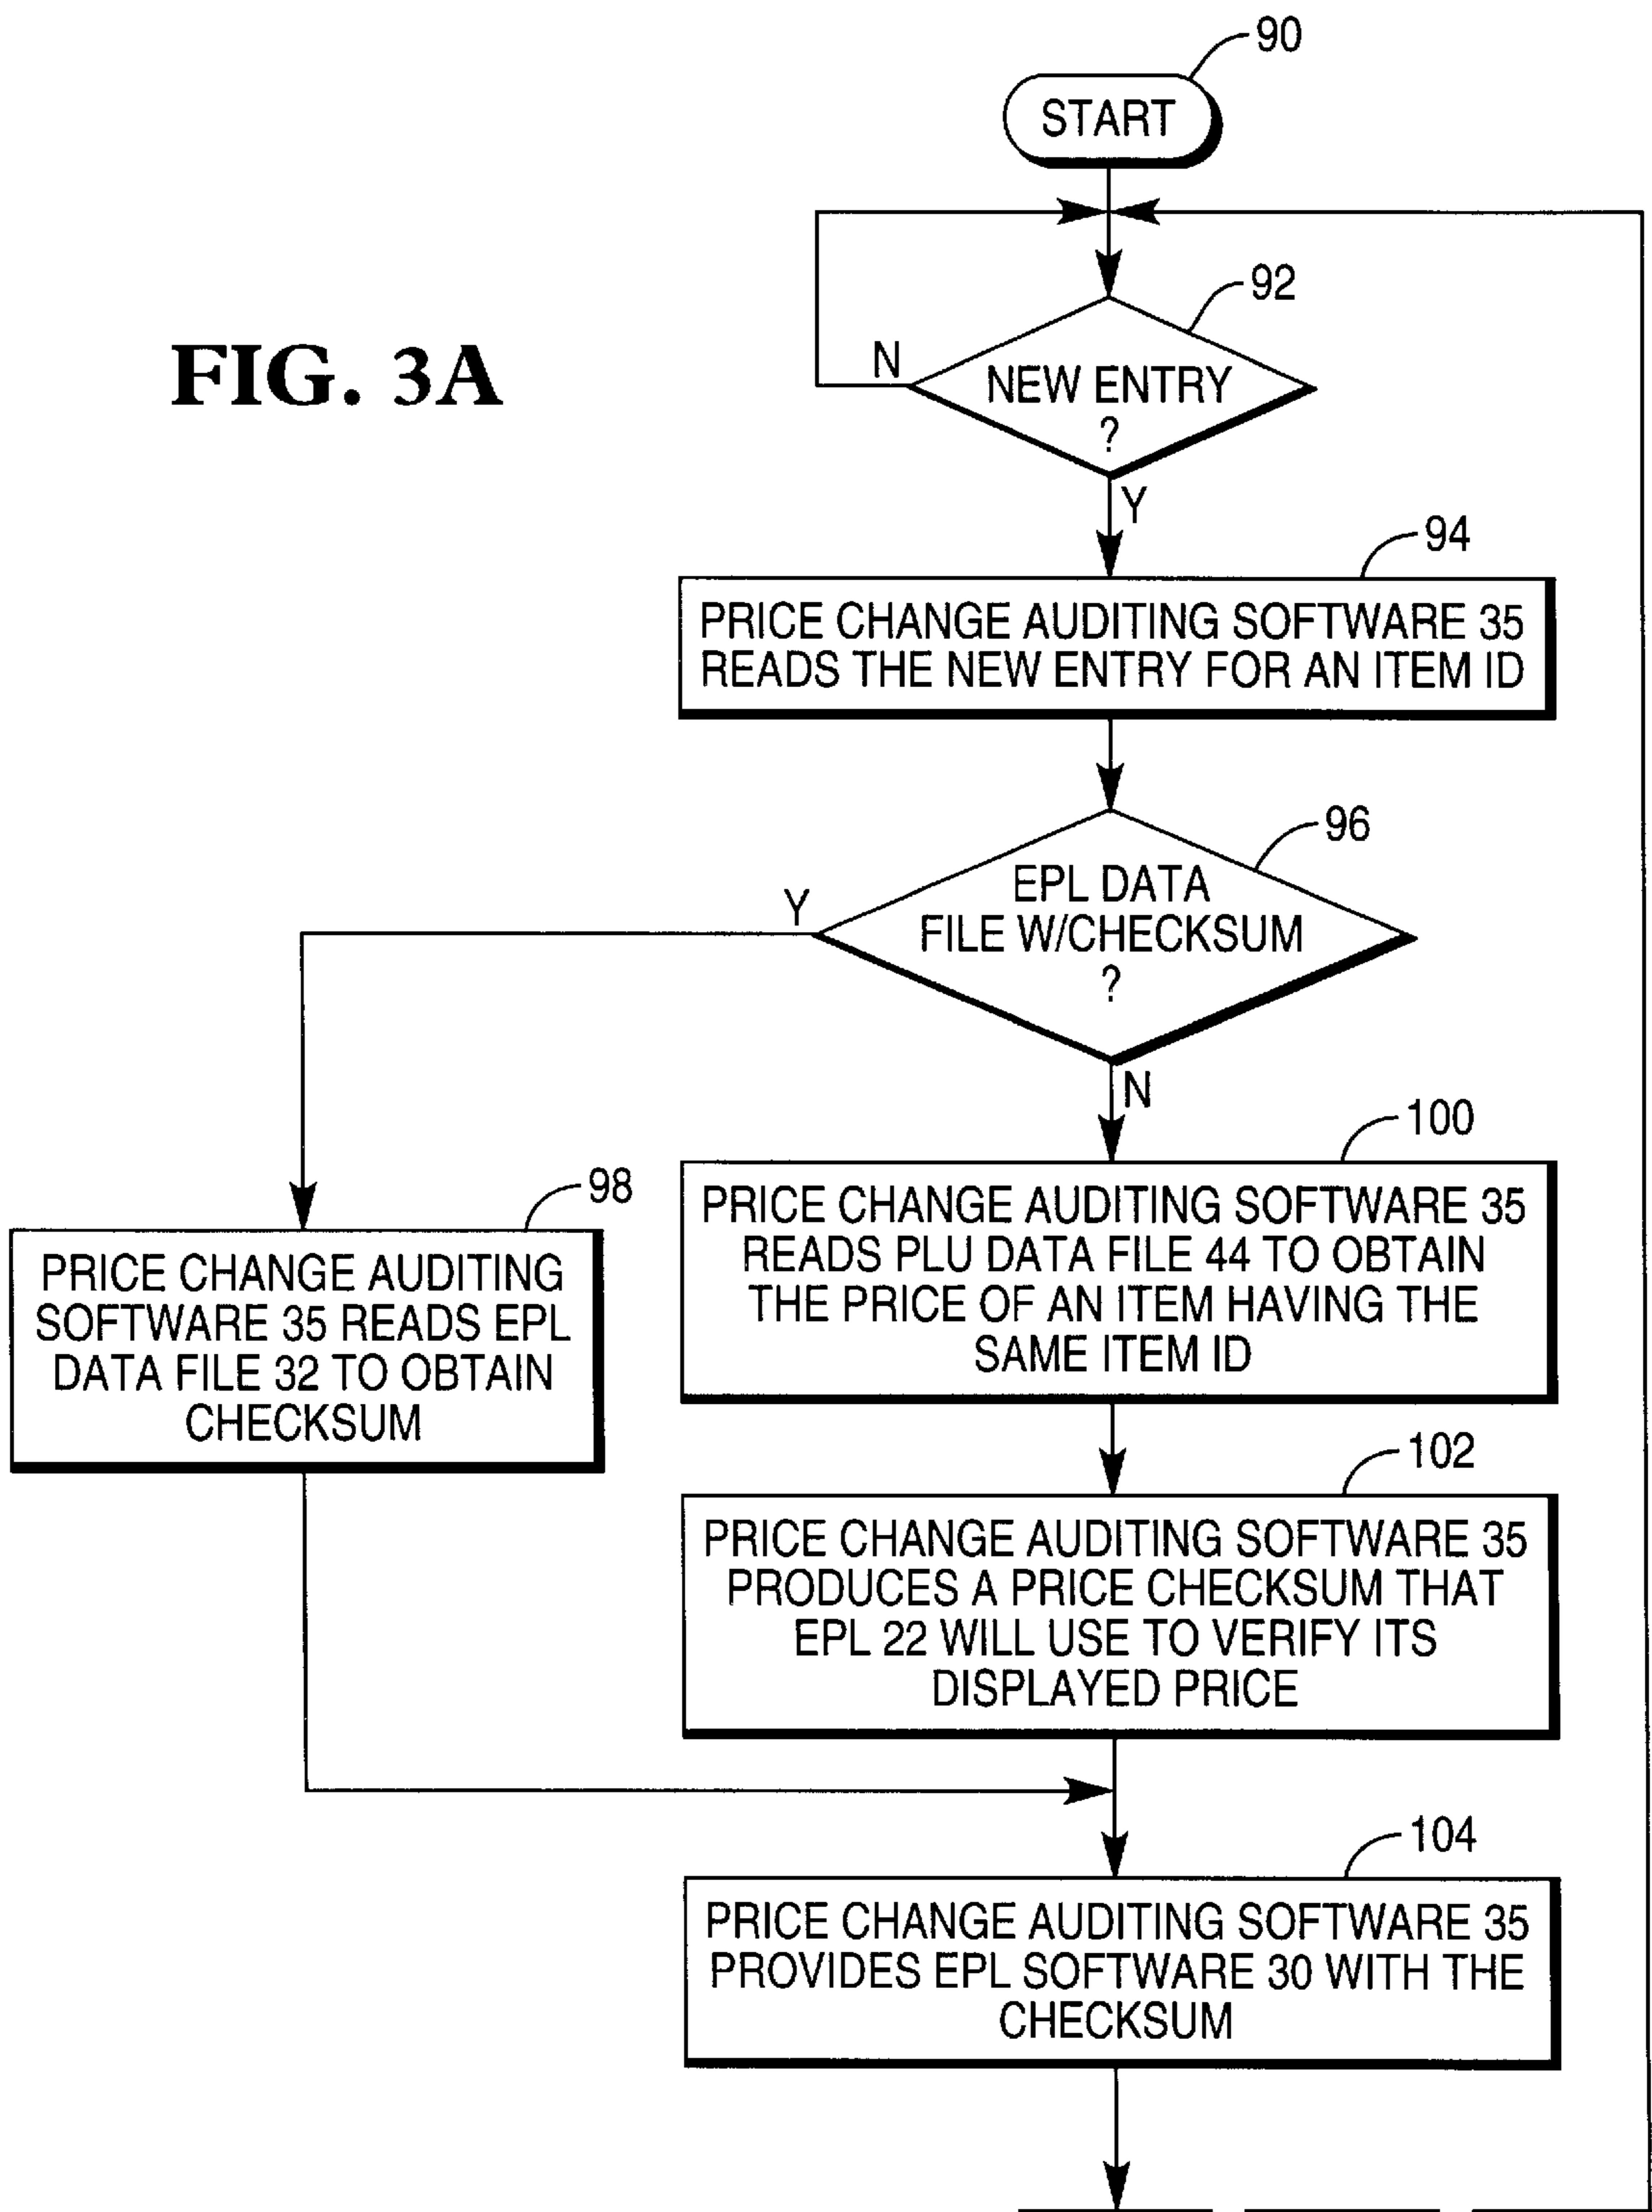 90
START
92
FIG. 3A
N
NEW ENTRY
?
Y
94
PRICE CHANGE AUDITING SOFTWARE 35
READS THE NEW ENTRY FOR AN ITEM ID
96
Y
EPL DATA
FILE W/CHECKSUM
?
N
100
98
PRICE CHANGE AUDITING SOFTWARE 35
READS PLU DATA FILE 44 TO OBTAIN
THE PRICE OF AN ITEM HAVING THE
SAME ITEM ID
PRICE CHANGE AUDITING
SOFTWARE 35 READS EPL
DATA FILE 32 TO OBTAIN
CHECKSUM
102
PRICE CHANGE AUDITING SOFTWARE 35
PRODUCES A PRICE CHECKSUM THAT
EPL 22 WILL USE TO VERIFY ITS
DISPLAYED PRICE
104
PRICE CHANGE AUDITING SOFTWARE 35
PROVIDES EPL SOFTWARE 30 WITH THE
CHECKSUM